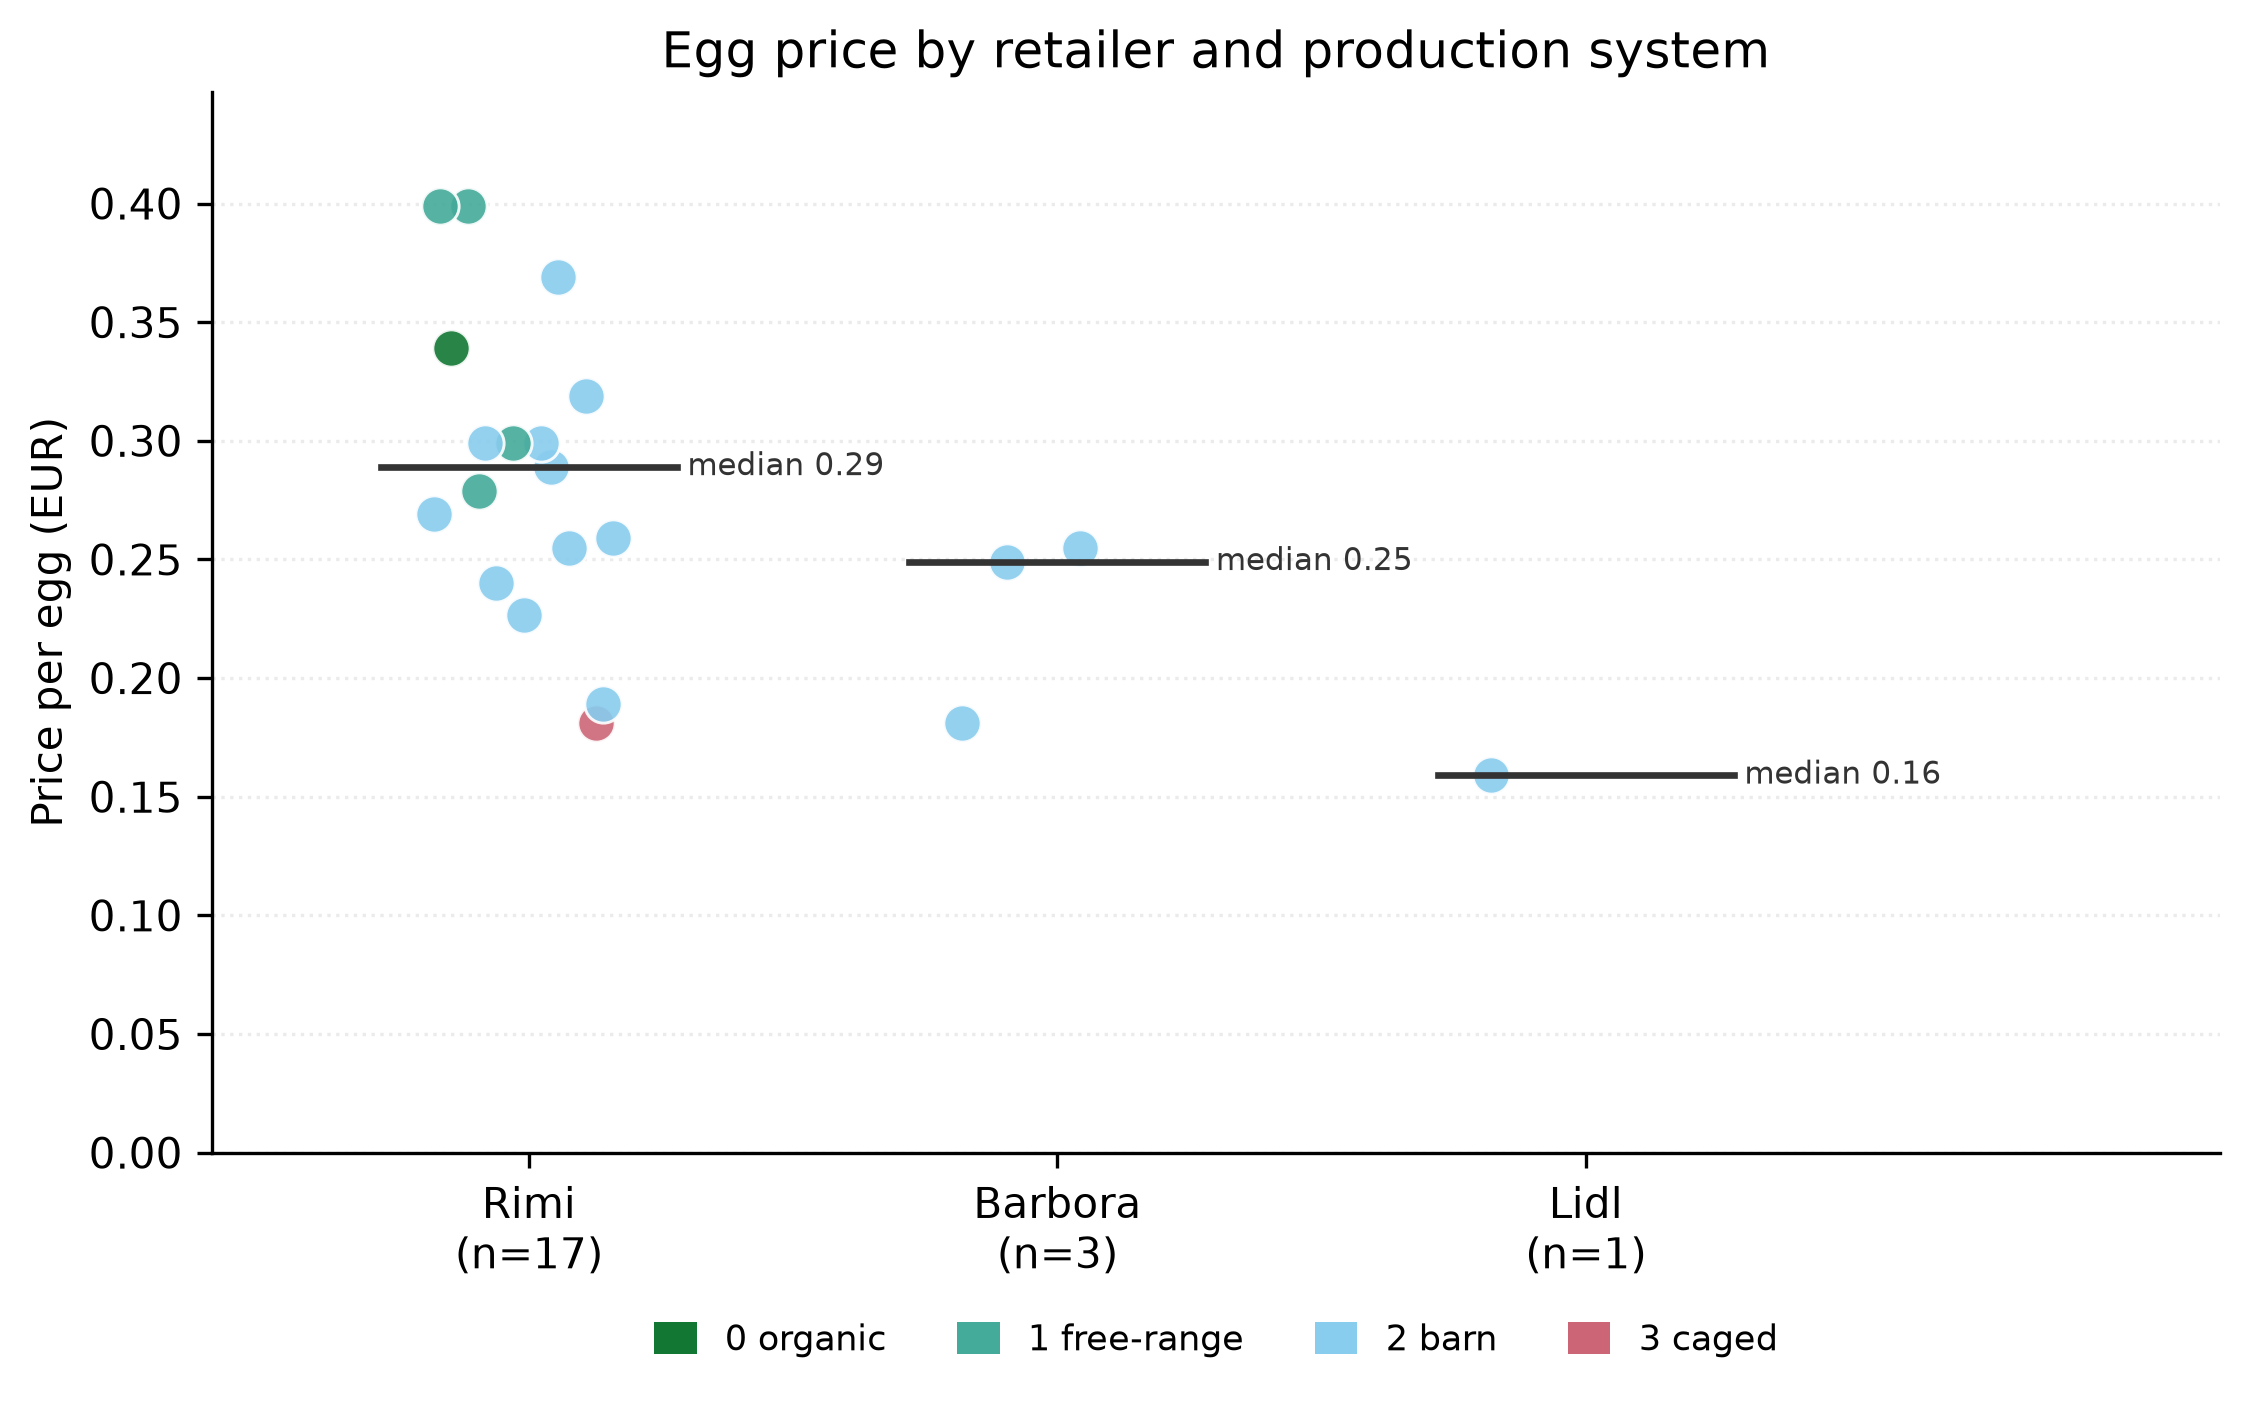 Egg price by retailer and production system
Price per egg (EUR)
0.40
0.35
0.30
0.25
0.20
0.15
0.10
0.05
0.00
median 0.29
median 0.25
median 0.16
Rimi
(n=17)
Barbora
(n=3)
Lidl
(n=1)
0 organic
1 free-range
2 barn
3 caged